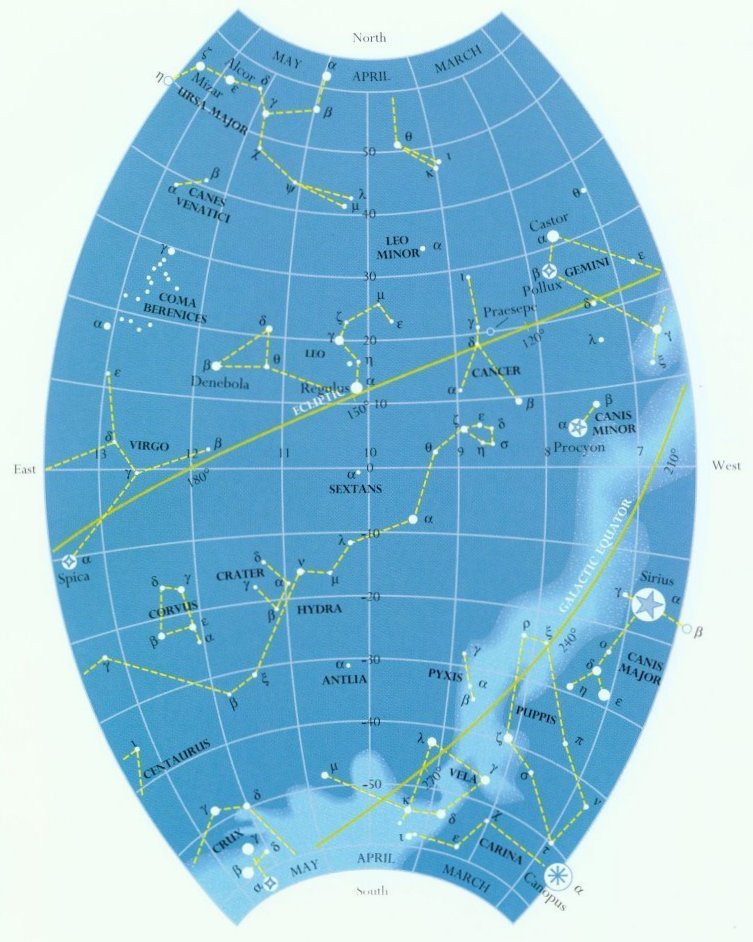 North
MAY
APRIL
MARCH
ζ
Alcor
δ
α
η
Mizar
ε
URSA MAJOR
γ
β
θ
ι
κ
χ
50
ψ
λ
μ
β
α
CANES
VENATICI
40
θ
Castor
α
LEO
MINOR
α
γ
ε
GEMINI
β
Pollux
30
ι
COMA
BERENICES
μ
δ
Praesepe
α
δ
ζ
ε
γ
γ
20
120°
λ
γ
LEO
δ
ξ
β
θ
η
Denebola
CANCER
ε
Regulus
α
α
β
ECLIPTIC
150°
10
β
CANIS
MINOR
α
Procyon
ζ
ε
δ
η
σ
δ
VIRGO
β
θ
East
13
12
11
10
9
8
7
West
γ
180°
α
0
210°
SEXTANS
α
λ
-10
α
Spica
GALACTIC EQUATOR
δ
ν
CRATER
γ
α
μ
Sirius
δ
γ
β
-20
HYDRA
γ
α
CORVUS
ε
β
α
ρ
ξ
β
240°
γ
α
-30
γ
o
CANIS
MAJOR
ξ
ANTLIA
PYXIS
α
δ
β
β
η
ε
PUPPIS
-40
ι
CENTAURUS
λ
ζ
π
μ
270°
VELA
γ
σ
-50
γ
δ
κ
δ
ν
χ
CRUX
γ
δ
ι
ε
τ
β
CARINA
α
MAY
APRIL
MARCH
Canopus
α
South